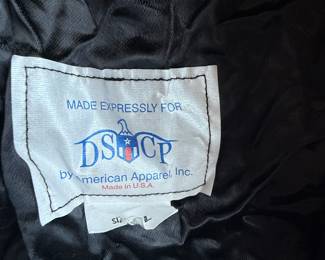 MADE EXPRESSLY FOR
DSCP
by American Apparel, Inc.
Made in U.S.A.